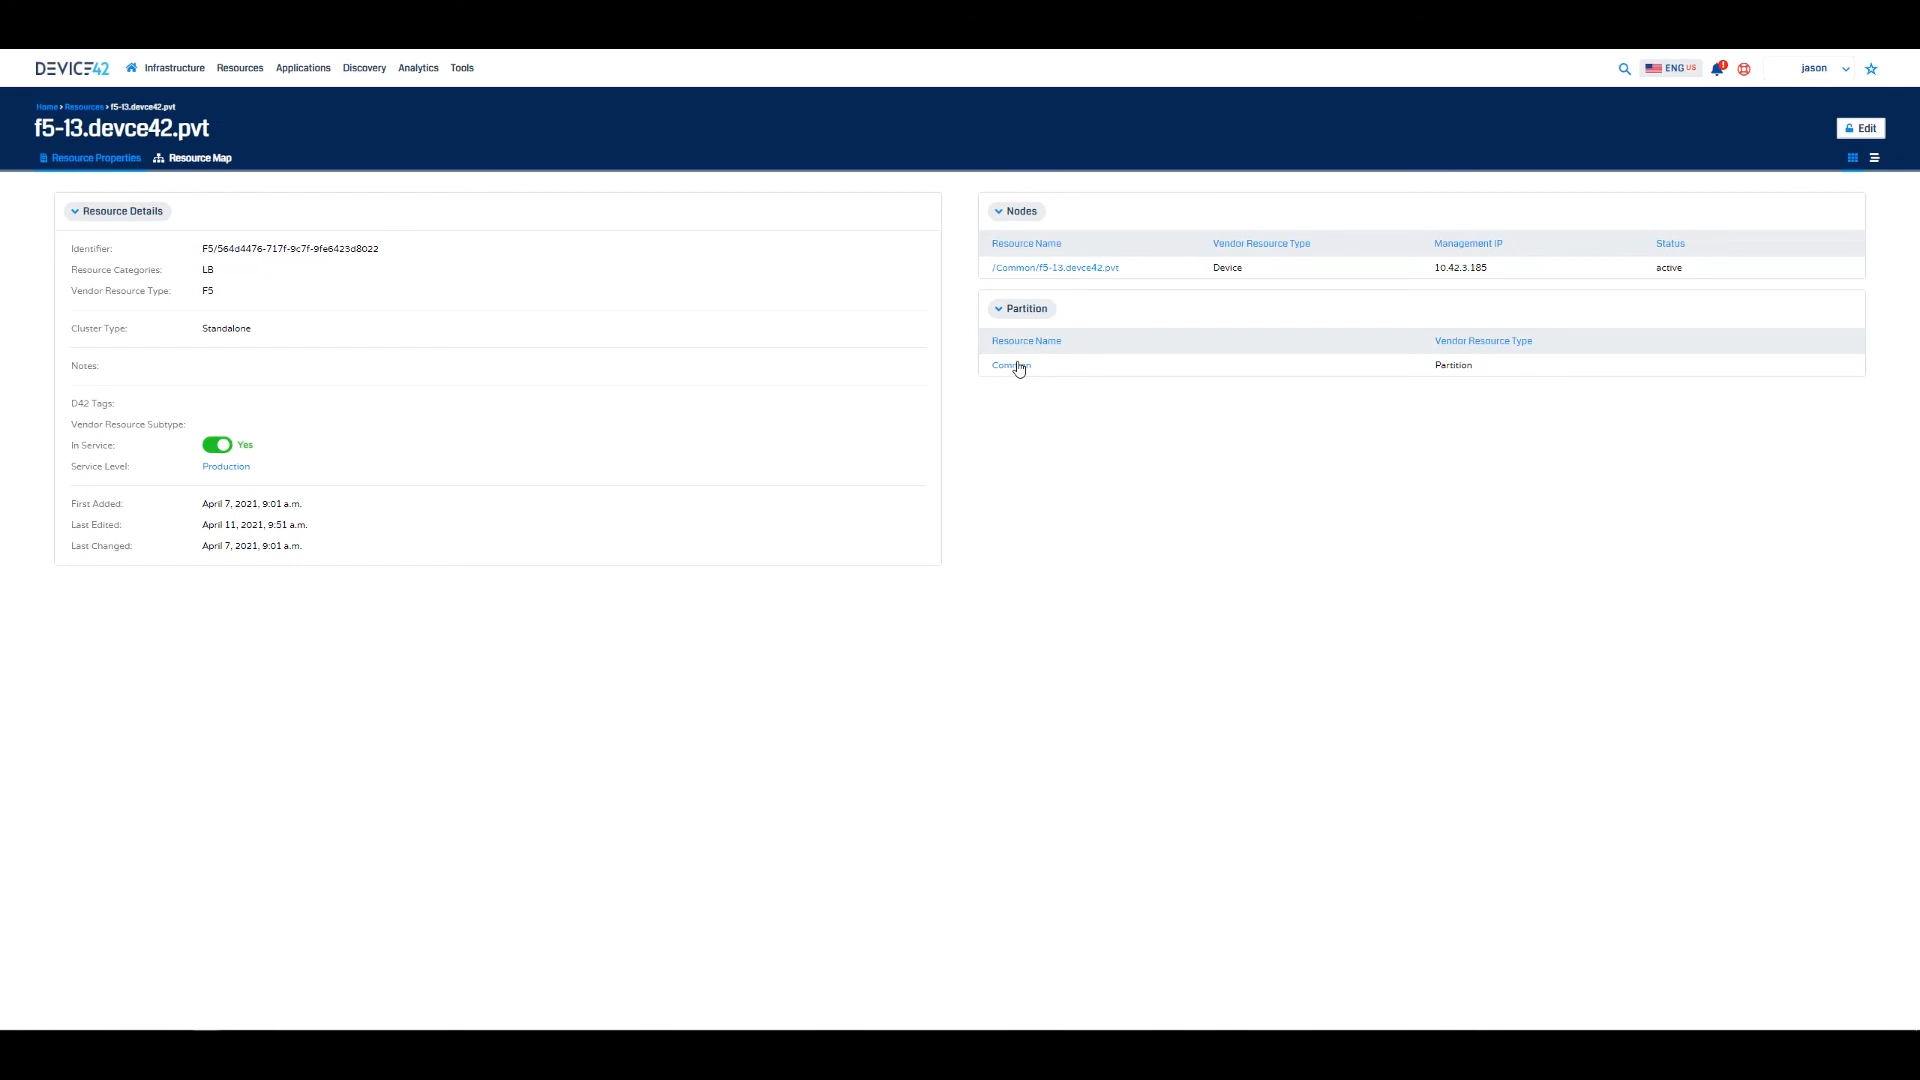 DEVICE42 Infrastructure Resources Applications Discovery Analytics Tools ENG US 1 jason
Home › Resources › f5-13.devce42.pvt
f5-13.devce42.pvt
Edit
Resource Properties Resource Map
Resource Details
Identifier: F5/564d4476-717f-9c7f-9fe6423d8022
Resource Categories: LB
Vendor Resource Type: F5
Cluster Type: Standalone
Notes:
D42 Tags:
Vendor Resource Subtype:
In Service: Yes
Service Level: Production
First Added: April 7, 2021, 9:01 a.m.
Last Edited: April 11, 2021, 9:51 a.m.
Last Changed: April 7, 2021, 9:01 a.m.
Nodes
Resource Name Vendor Resource Type Management IP Status
/Common/f5-13.devce42.pvt Device 10.42.3.185 active
Partition
Resource Name Vendor Resource Type
Common Partition